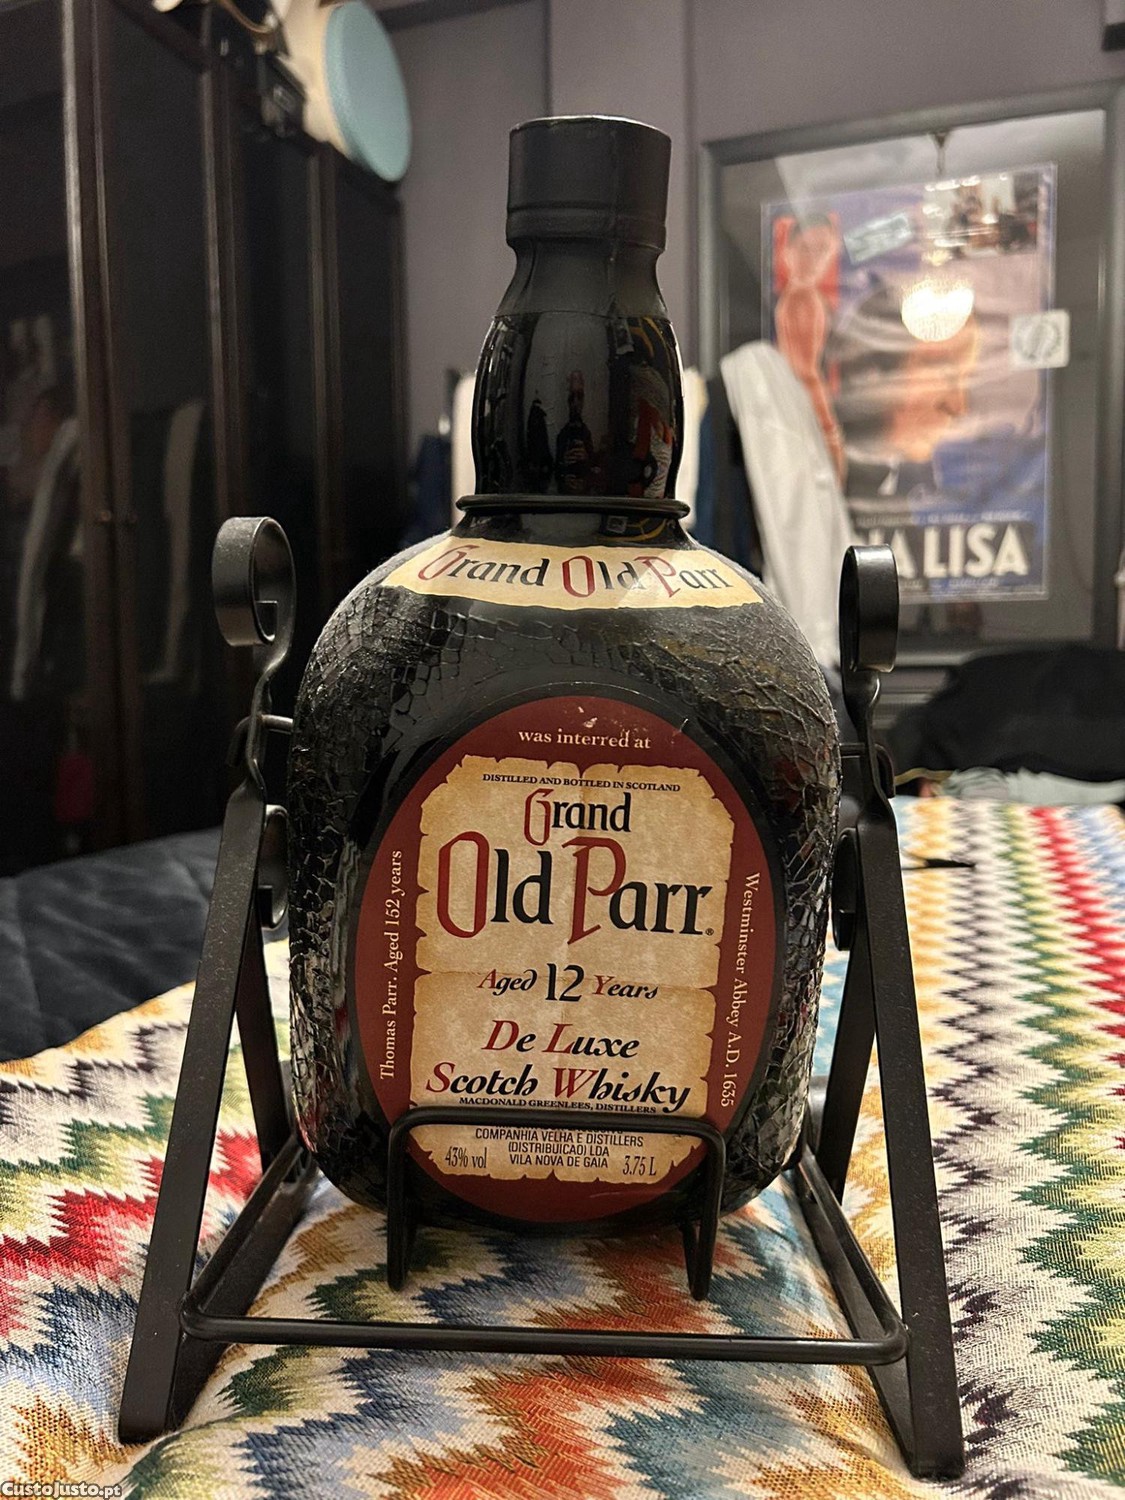 Grand Old Parr
was interred at
DISTILLED AND BOTTLED IN SCOTLAND
Grand
Old Parr®
Aged 12 Years
De Luxe
Scotch Whisky
MACDONALD GREENLEES, DISTILLERS
COMPANHIA VELHA E DISTILLERS
(DISTRIBUICAO) LDA
43% vol VILA NOVA DE GAIA 3.75 L
Thomas Parr. Aged 152 years
Westminster Abbey A.D. 1635
A LISA
CustoJusto.pt